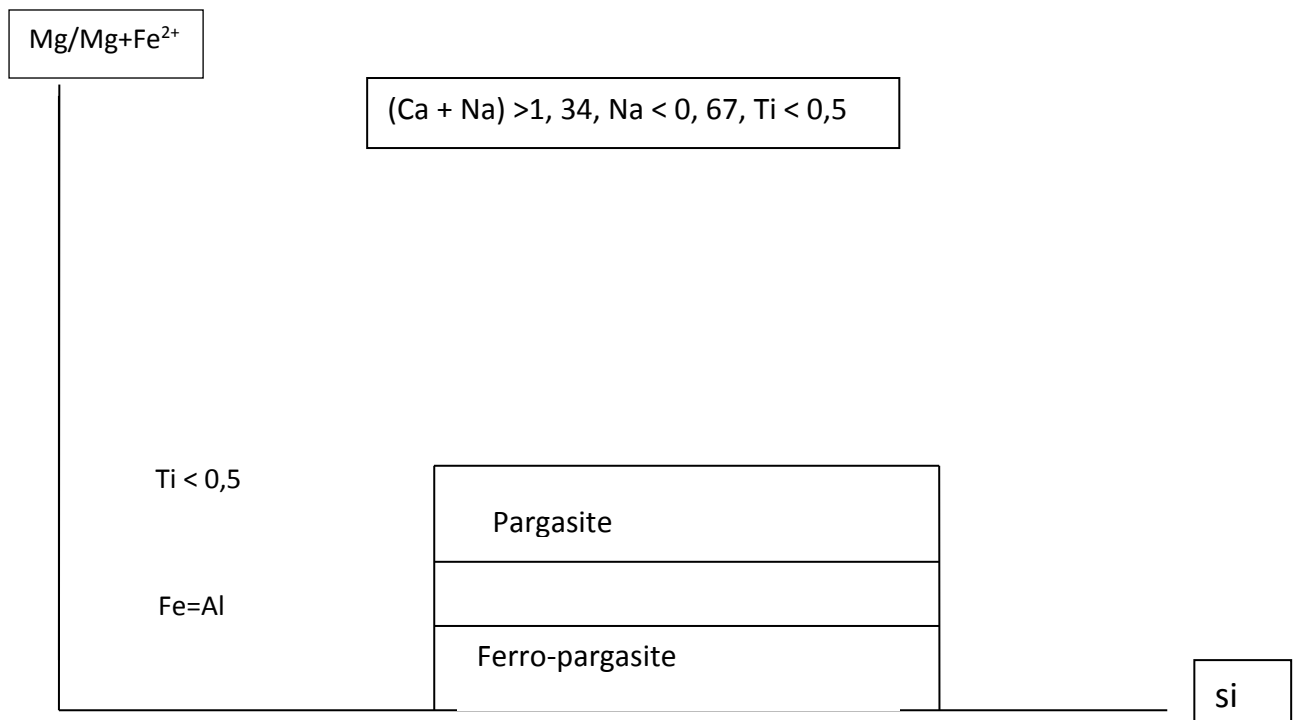 Mg/Mg+Fe²⁺
(Ca + Na) >1, 34, Na < 0, 67, Ti < 0,5
Ti < 0,5
Pargasite
Fe=Al
Ferro-pargasite
si